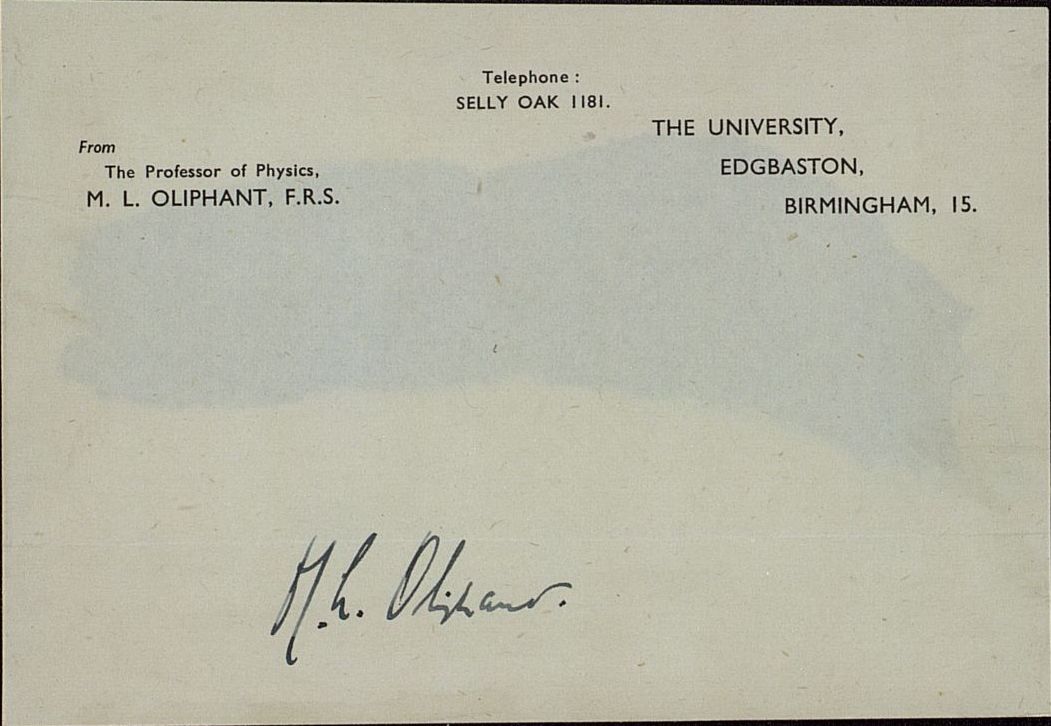 Telephone :
SELLY OAK 1181.
THE UNIVERSITY,
EDGBASTON,
BIRMINGHAM, 15.
From
The Professor of Physics,
M. L. OLIPHANT, F.R.S.
M.L. Oliphant.